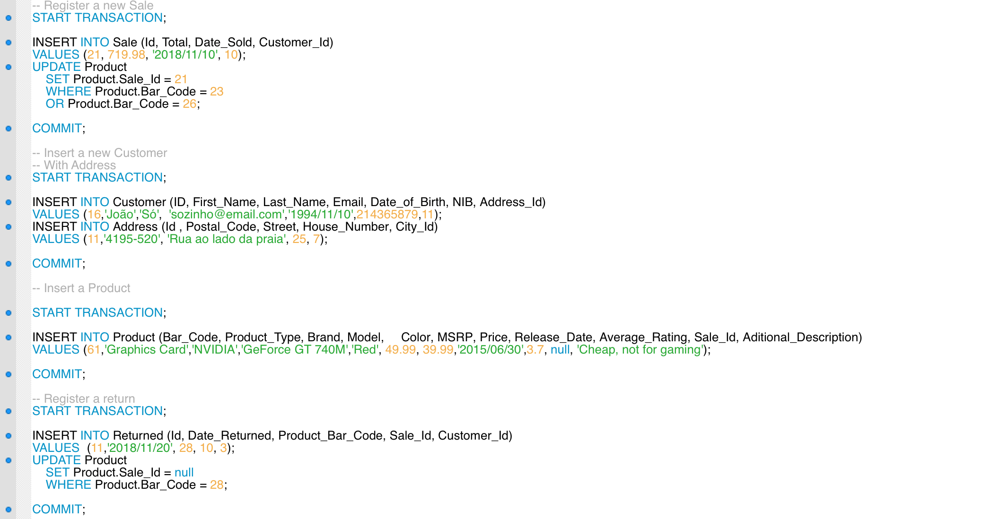 -- Register a new Sale
START TRANSACTION;
INSERT INTO Sale (Id, Total, Date_Sold, Customer_Id)
VALUES (21, 719.98, '2018/11/10', 10);
UPDATE Product
SET Product.Sale_Id = 21
WHERE Product.Bar_Code = 23
OR Product.Bar_Code = 26;
COMMIT;
-- Insert a new Customer
-- With Address
START TRANSACTION;
INSERT INTO Customer (ID, First_Name, Last_Name, Email, Date_of_Birth, NIB, Address_Id)
VALUES (16,'João','Só',  'sozinho@email.com','1994/11/10',214365879,11);
INSERT INTO Address (Id , Postal_Code, Street, House_Number, City_Id)
VALUES (11,'4195-520', 'Rua ao lado da praia', 25, 7);
COMMIT;
-- Insert a Product
START TRANSACTION;
INSERT INTO Product (Bar_Code, Product_Type, Brand, Model,     Color, MSRP, Price, Release_Date, Average_Rating, Sale_Id, Aditional_Description)
VALUES (61,'Graphics Card','NVIDIA','GeForce GT 740M','Red', 49.99, 39.99,'2015/06/30',3.7, null, 'Cheap, not for gaming');
COMMIT;
-- Register a return
START TRANSACTION;
INSERT INTO Returned (Id, Date_Returned, Product_Bar_Code, Sale_Id, Customer_Id)
VALUES  (11,'2018/11/20', 28, 10, 3);
UPDATE Product
SET Product.Sale_Id = null
WHERE Product.Bar_Code = 28;
COMMIT;